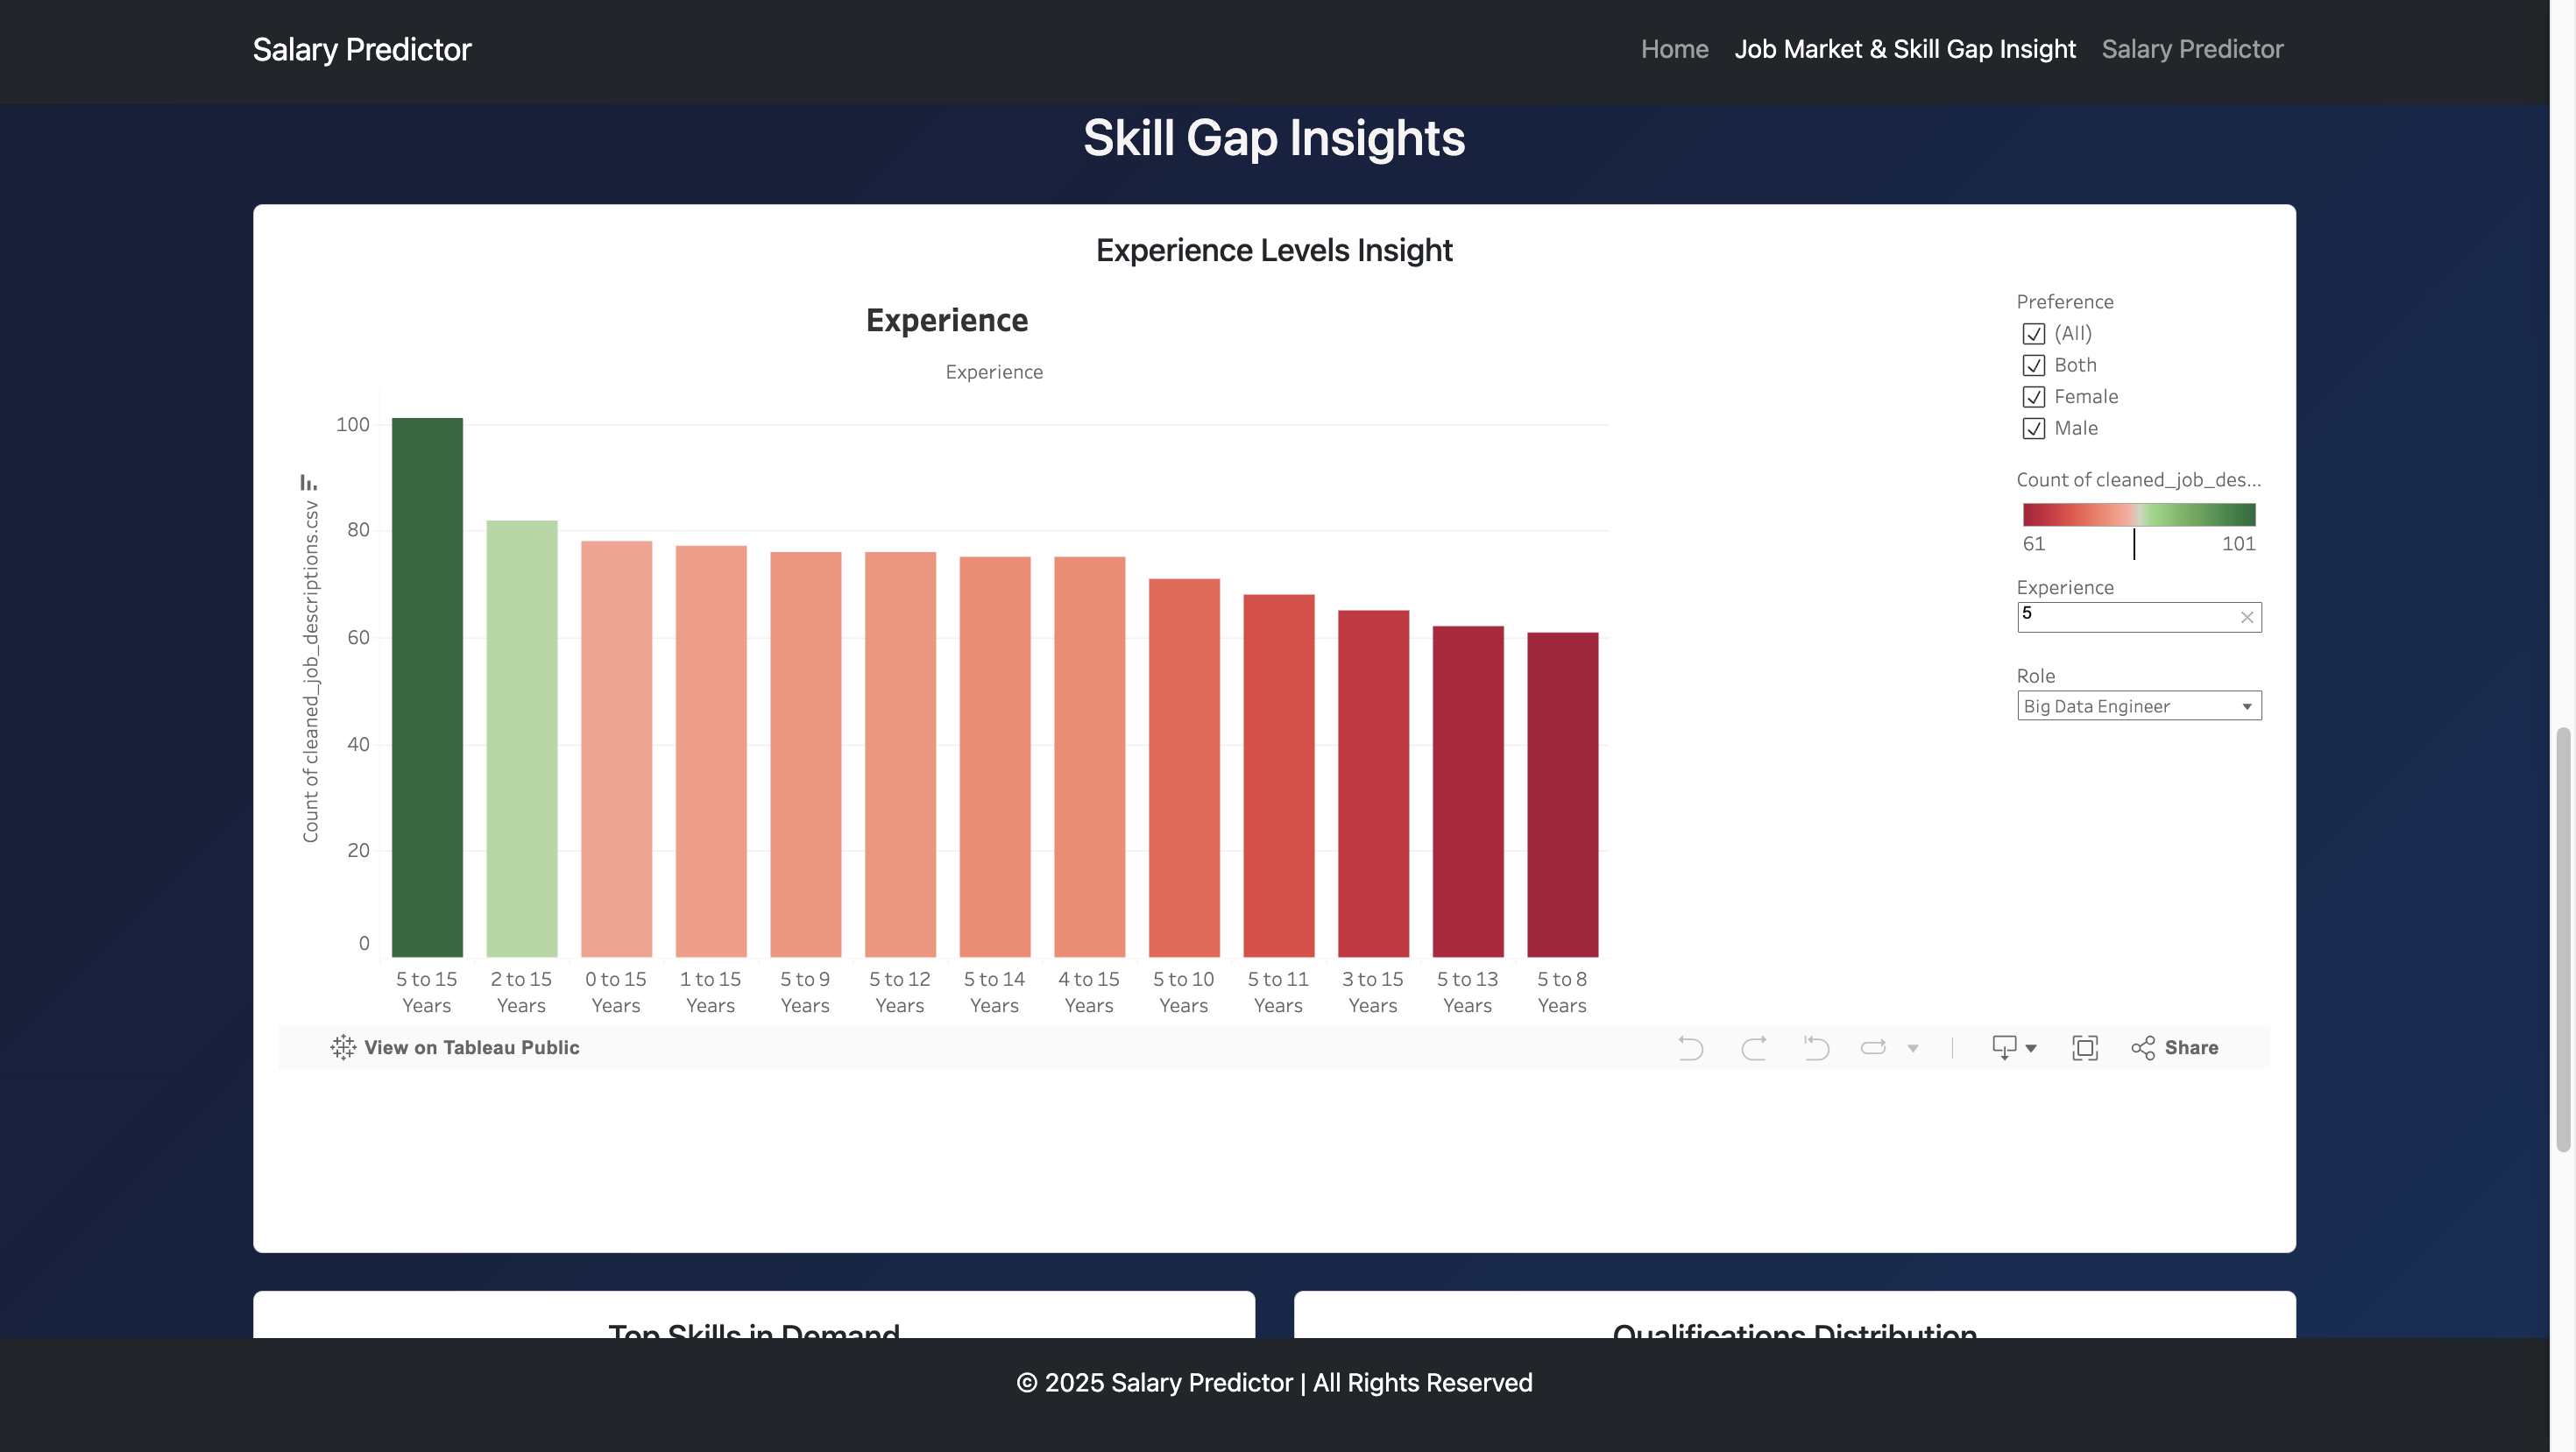 Salary Predictor
Home Job Market & Skill Gap Insight Salary Predictor
Skill Gap Insights
Experience Levels Insight
Experience
Experience
Count of cleaned_job_descriptions.csv
100
80
60
40
20
0
5 to 15 Years
2 to 15 Years
0 to 15 Years
1 to 15 Years
5 to 9 Years
5 to 12 Years
5 to 14 Years
4 to 15 Years
5 to 10 Years
5 to 11 Years
3 to 15 Years
5 to 13 Years
5 to 8 Years
Preference
(All)
Both
Female
Male
Count of cleaned_job_des...
61 101
Experience
5
Role
Big Data Engineer
View on Tableau Public
Share
Top Skills in Demand
Qualifications Distribution
© 2025 Salary Predictor | All Rights Reserved